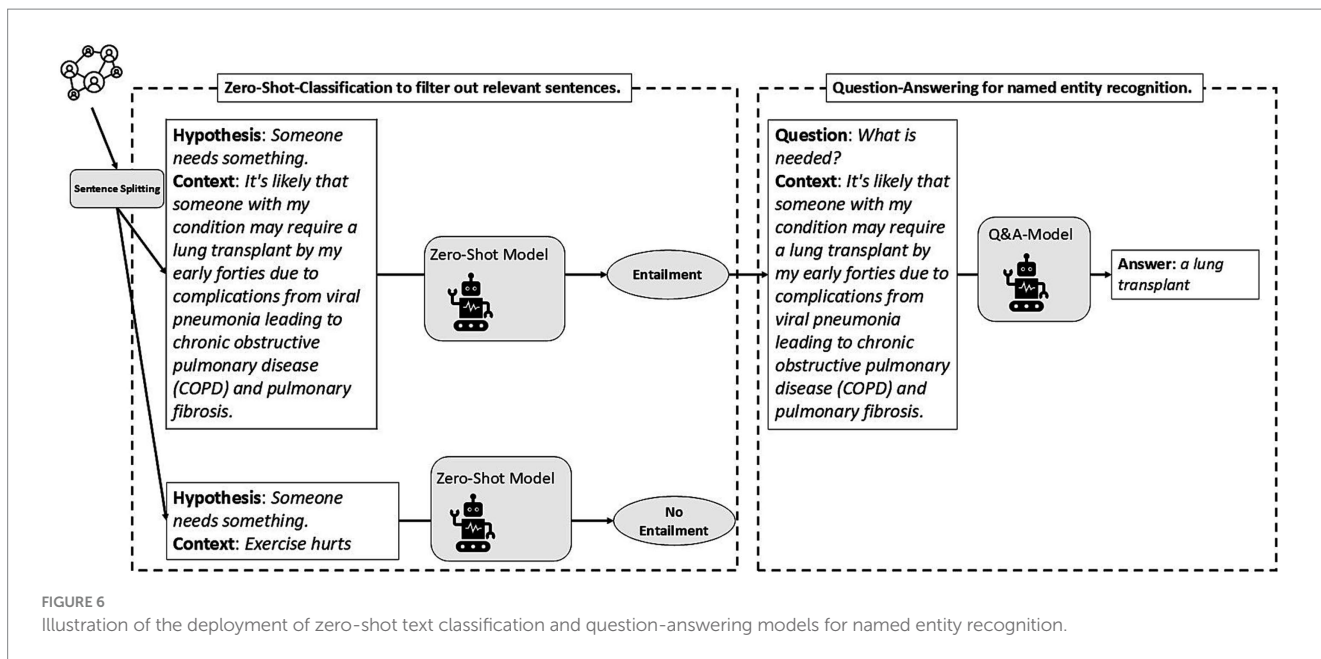 Zero-Shot-Classification to filter out relevant sentences.
Question-Answering for named entity recognition.
Sentence Splitting
Hypothesis: Someone
needs something.
Context: It's likely that
someone with my
condition may require a
lung transplant by my
early forties due to
complications from viral
pneumonia leading to
chronic obstructive
pulmonary disease
(COPD) and pulmonary
fibrosis.
Zero-Shot Model
Entailment
Question: What is
needed?
Context: It's likely that
someone with my
condition may require
a lung transplant by
my early forties due to
complications from
viral pneumonia
leading to chronic
obstructive pulmonary
disease (COPD) and
pulmonary fibrosis.
Q&A-Model
Answer: a lung
transplant
Hypothesis: Someone
needs something.
Context: Exercise hurts
Zero-Shot Model
No
Entailment
FIGURE 6
Illustration of the deployment of zero-shot text classification and question-answering models for named entity recognition.